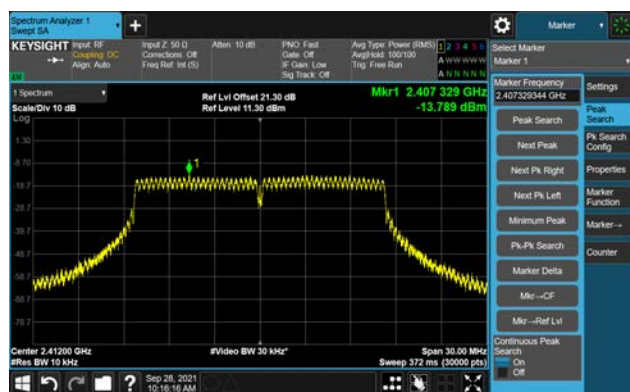 Spectrum Analyzer 1
Swept SA
Marker
KEYSIGHT
Input: RF
Coupling: DC
Align: Auto
Input Z: 50 Ω
Corrections: Off
Freq Ref: Int (S)
Atten: 10 dB
PNO: Fast
Gate: Off
IF Gain: Low
Sig Track: Off
Avg Type: Power (RMS)
Avg|Hold: 100/100
Trig: Free Run
1 2 3 4 5 6
A W W W W W
A N N N N N
Select Marker
Marker 1
1 Spectrum
Scale/Div 10 dB
Log
Ref Lvl Offset 21.30 dB
Ref Level 11.30 dBm
Mkr1 2.407 329 GHz
-13.789 dBm
1.30
-8.70
-18.7
-28.7
-38.7
-48.7
-58.7
-68.7
-78.7
1
Center 2.41200 GHz
#Res BW 10 kHz
#Video BW 30 kHz*
Span 30.00 MHz
Sweep 372 ms (30000 pts)
Marker Frequency
2.407329344 GHz
Peak Search
Next Peak
Next Pk Right
Next Pk Left
Minimum Peak
Pk-Pk Search
Marker Delta
Mkr→CF
Mkr→Ref Lvl
Continuous Peak
Search
On
Off
Settings
Peak
Search
Pk Search
Config
Properties
Marker
Function
Marker→
Counter
?
Sep 28, 2021
10:16:16 AM